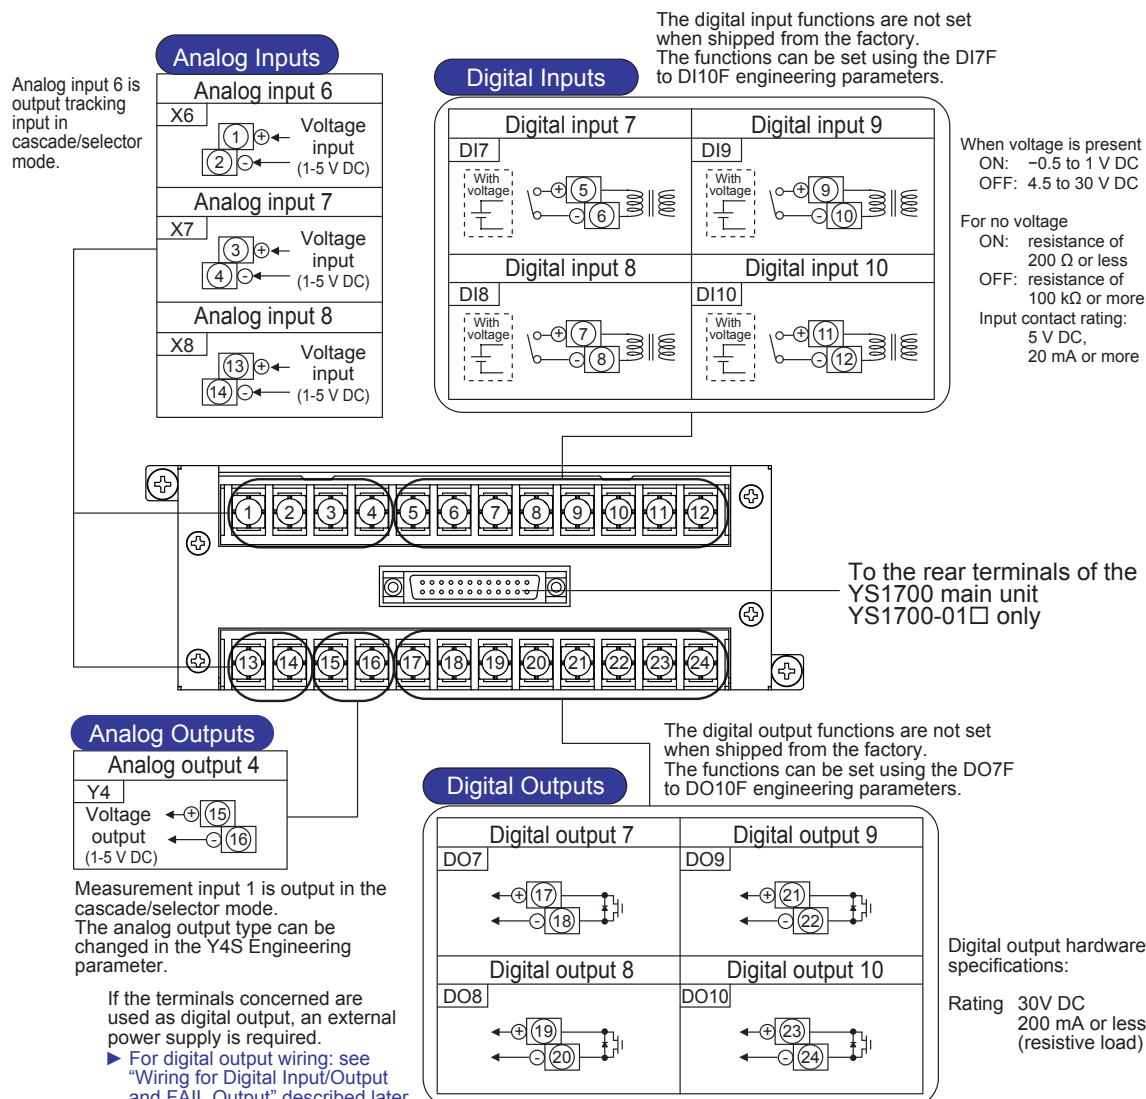 The digital input functions are not set
when shipped from the factory.
The functions can be set using the DI7F
to DI10F engineering parameters.
Analog Inputs
Analog input 6 is
output tracking
input in
cascade/selector
mode.
Analog input 6
X6
1 + Voltage
2 - input
(1-5 V DC)
Analog input 7
X7
3 + Voltage
4 - input
(1-5 V DC)
Analog input 8
X8
13 + Voltage
14 - input
(1-5 V DC)
Digital Inputs
Digital input 7
DI7
With
voltage
+ 5
- 6
Digital input 9
DI9
With
voltage
+ 9
- 10
Digital input 8
DI8
With
voltage
+ 7
- 8
Digital input 10
DI10
With
voltage
+ 11
- 12
When voltage is present
ON: −0.5 to 1 V DC
OFF: 4.5 to 30 V DC
For no voltage
ON: resistance of
200 Ω or less
OFF: resistance of
100 kΩ or more
Input contact rating:
5 V DC,
20 mA or more
1 2 3 4 5 6 7 8 9 10 11 12
To the rear terminals of the
YS1700 main unit
YS1700-01□ only
13 14 15 16 17 18 19 20 21 22 23 24
Analog Outputs
Analog output 4
Y4
Voltage + 15
output - 16
(1-5 V DC)
Measurement input 1 is output in the
cascade/selector mode.
The analog output type can be
changed in the Y4S Engineering
parameter.
If the terminals concerned are
used as digital output, an external
power supply is required.
► For digital output wiring: see
“Wiring for Digital Input/Output
and FAIL Output” described later
The digital output functions are not set
when shipped from the factory.
The functions can be set using the DO7F
to DO10F engineering parameters.
Digital Outputs
Digital output 7
DO7
+ 17
- 18
Digital output 9
DO9
+ 21
- 22
Digital output 8
DO8
+ 19
- 20
Digital output 10
DO10
+ 23
- 24
Digital output hardware
specifications:
Rating 30V DC
200 mA or less
(resistive load)